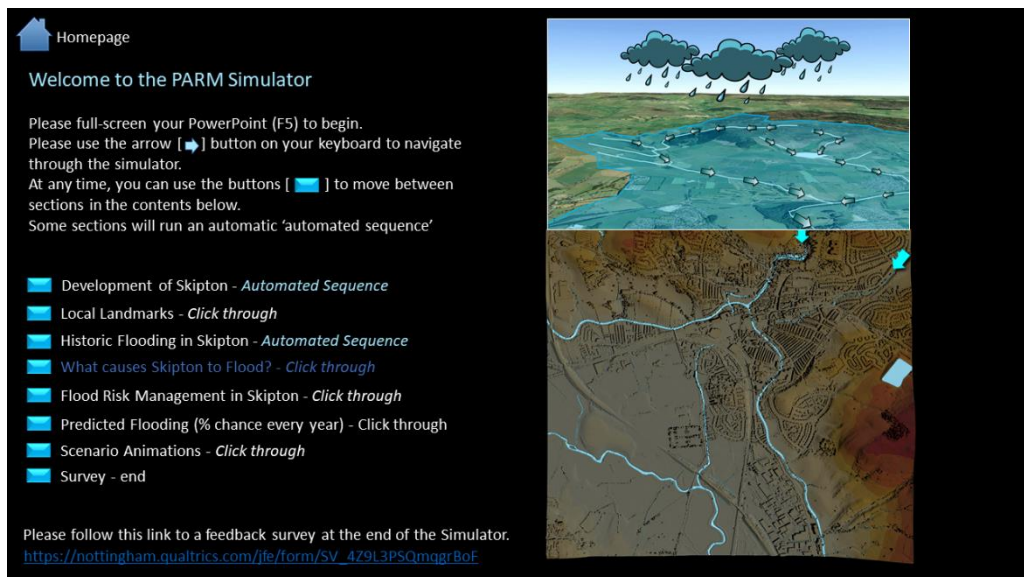 Homepage
Welcome to the PARM Simulator
Please full-screen your PowerPoint (F5) to begin.
Please use the arrow [ ] button on your keyboard to navigate
through the simulator.
At any time, you can use the buttons [ ] to move between
sections in the contents below.
Some sections will run an automatic ‘automated sequence’
Development of Skipton - Automated Sequence
Local Landmarks - Click through
Historic Flooding in Skipton - Automated Sequence
What causes Skipton to Flood? - Click through
Flood Risk Management in Skipton - Click through
Predicted Flooding (% chance every year) - Click through
Scenario Animations - Click through
Survey - end
Please follow this link to a feedback survey at the end of the Simulator.
https://nottingham.qualtrics.com/jfe/form/SV_4Z9L3PSQmqgrBoF